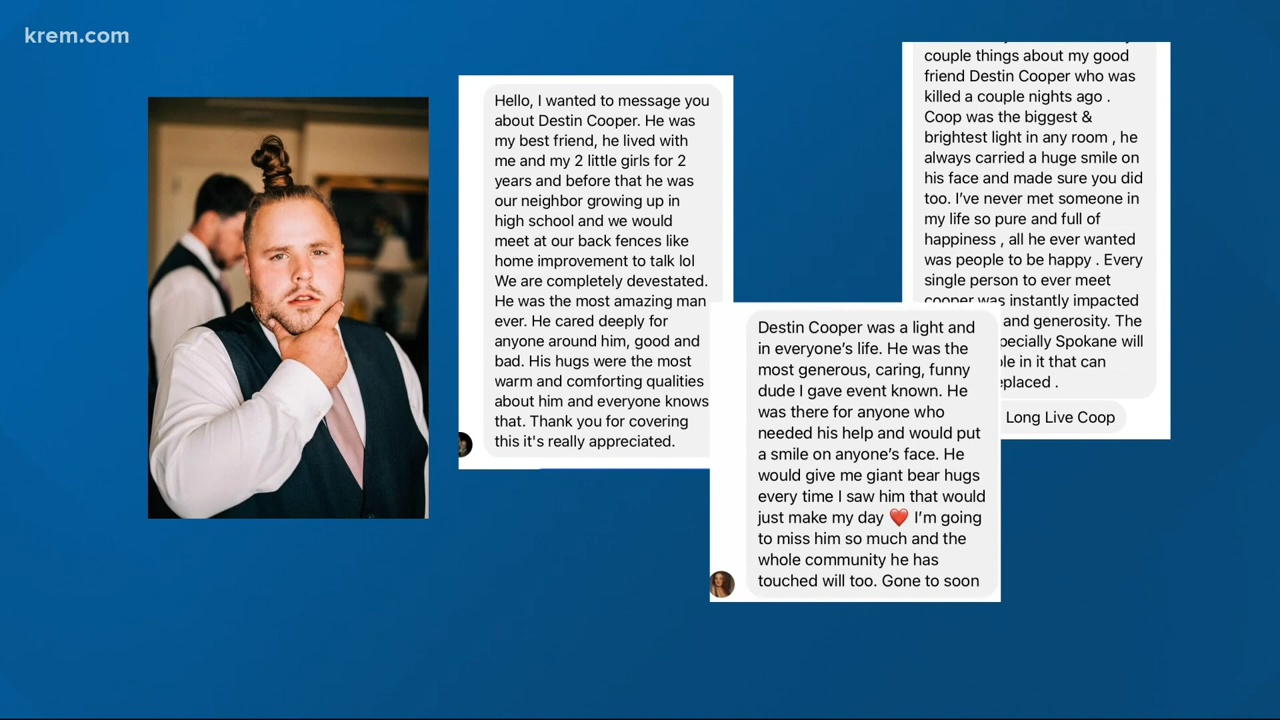 krem.com
Hello, I wanted to message you
about Destin Cooper. He was
my best friend, he lived with
me and my 2 little girls for 2
years and before that he was
our neighbor growing up in
high school and we would
meet at our back fences like
home improvement to talk lol
We are completely devestated.
He was the most amazing man
ever. He cared deeply for
anyone around him, good and
bad. His hugs were the most
warm and comforting qualities
about him and everyone knows
that. Thank you for covering
this it's really appreciated.
Destin Cooper was a light and
in everyone’s life. He was the
most generous, caring, funny
dude I gave event known. He
was there for anyone who
needed his help and would put
a smile on anyone’s face. He
would give me giant bear hugs
every time I saw him that would
just make my day ❤️ I’m going
to miss him so much and the
whole community he has
touched will too. Gone to soon
couple things about my good
friend Destin Cooper who was
killed a couple nights ago .
Coop was the biggest &
brightest light in any room , he
always carried a huge smile on
his face and made sure you did
too. I’ve never met someone in
my life so pure and full of
happiness , all he ever wanted
was people to be happy . Every
single person to ever meet
cooper was instantly impacted
and generosity. The
pecially Spokane will
le in it that can
eplaced .
Long Live Coop